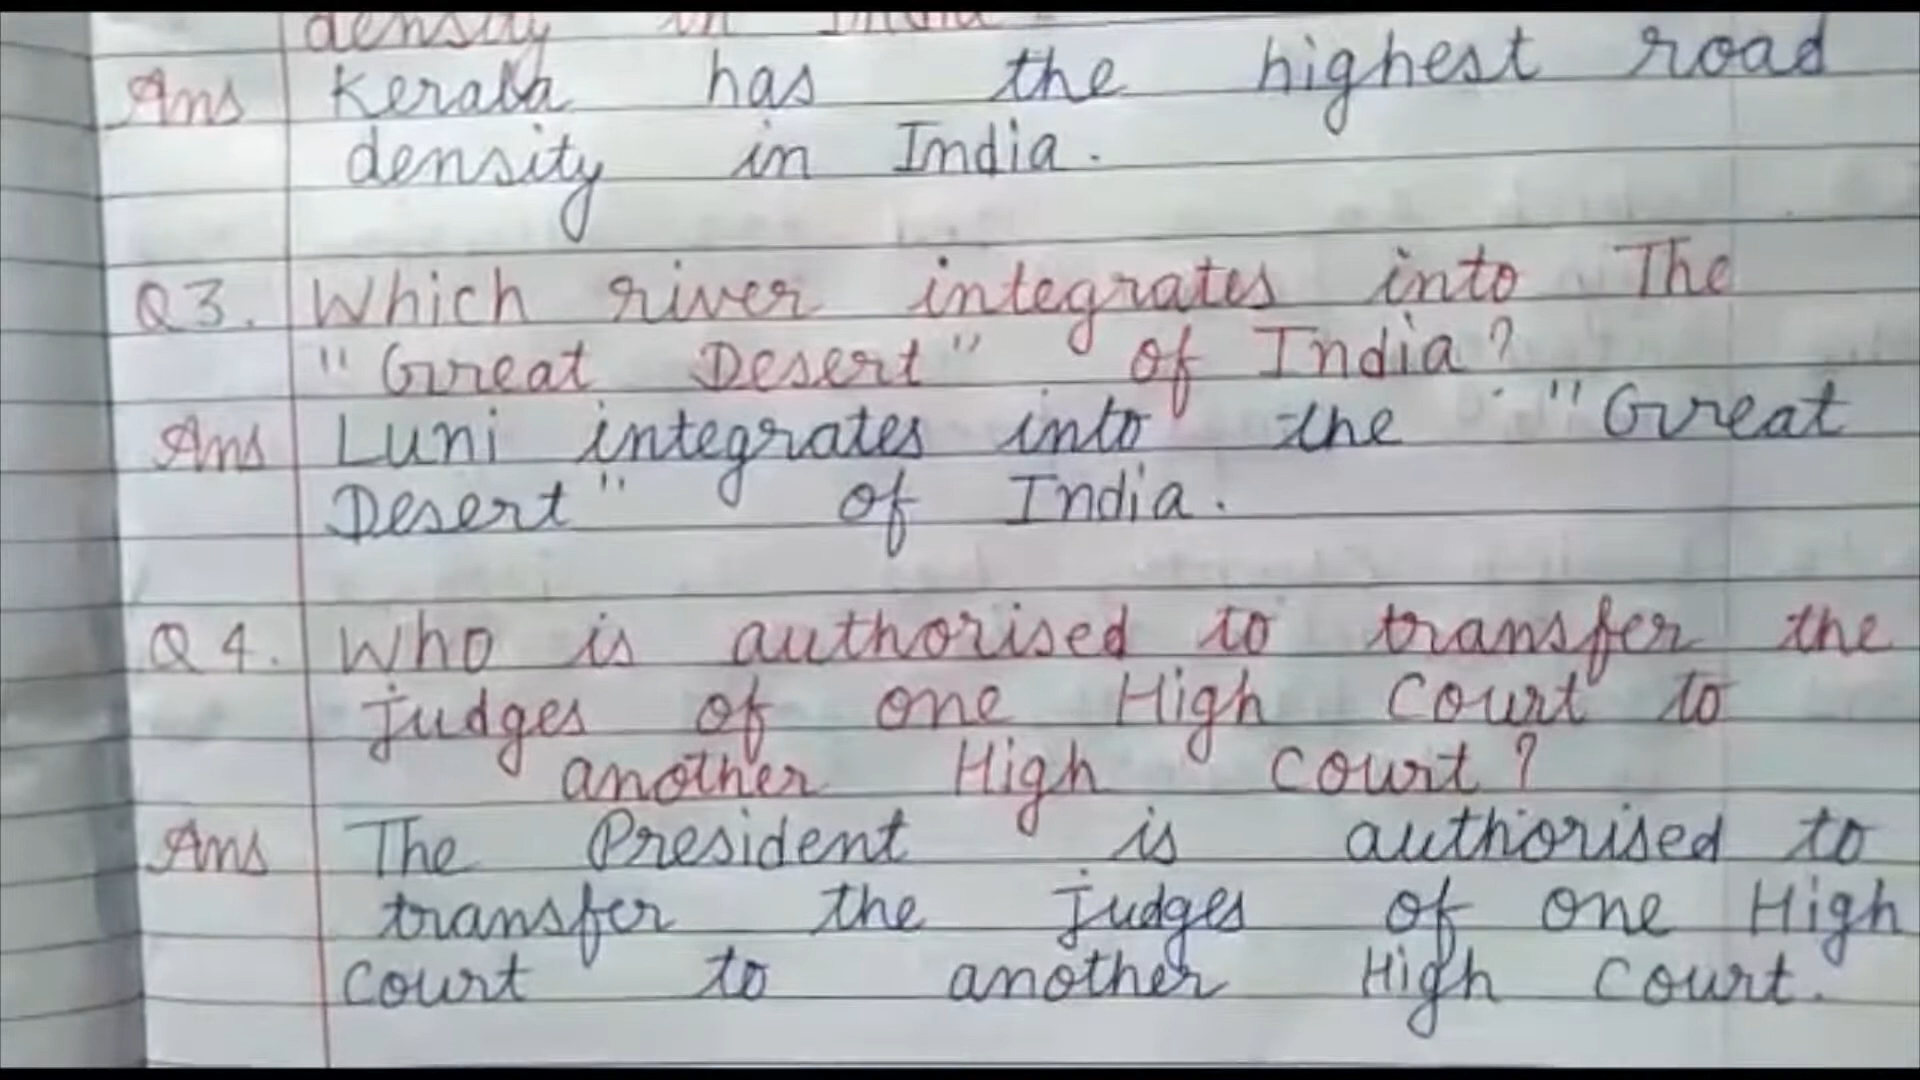 density in India
Ans Kerala has the highest road
density in India.
Q3. Which river integrates into The
"Great Desert" of India?
Ans Luni integrates into the "Great
Desert" of India.
Q4. Who is authorised to transfer the
judges of one High Court to
another High Court?
Ans The President is authorised to
transfer the judges of one High
Court to another High Court.